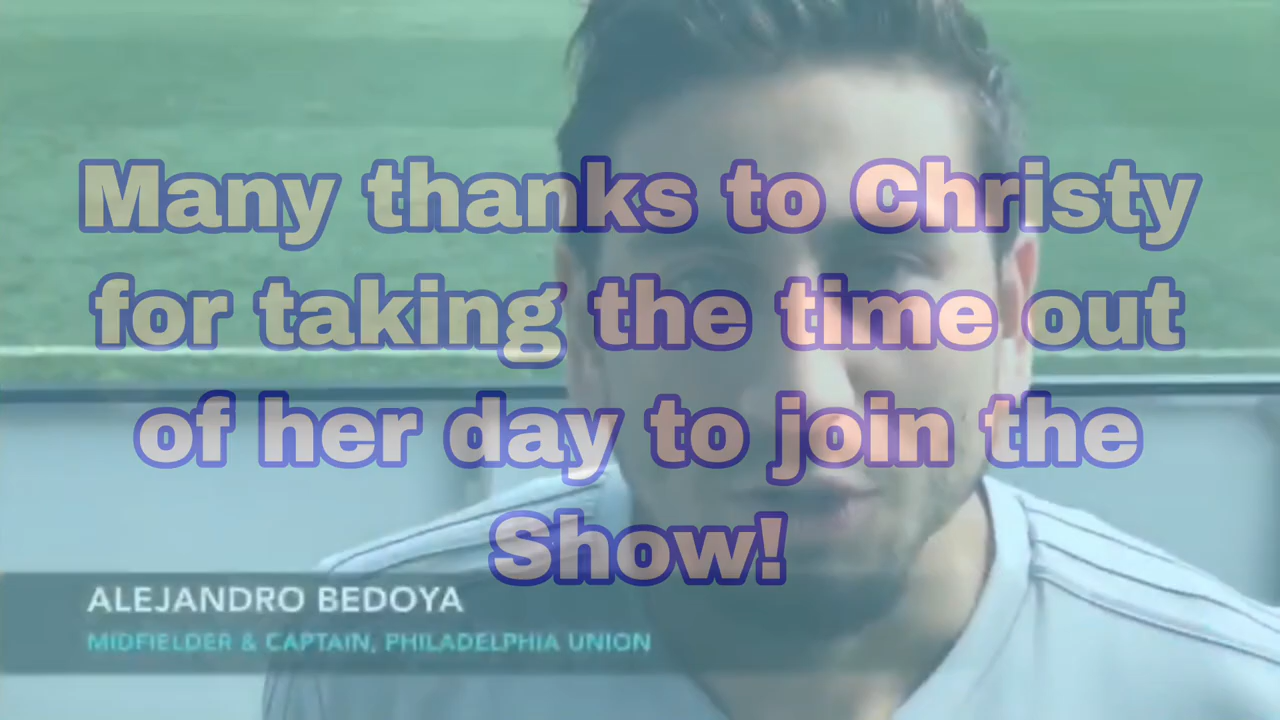 Many thanks to Christy
for taking the time out
of her day to join the
Show!
ALEJANDRO BEDOYA
MIDFIELDER & CAPTAIN, PHILADELPHIA UNION